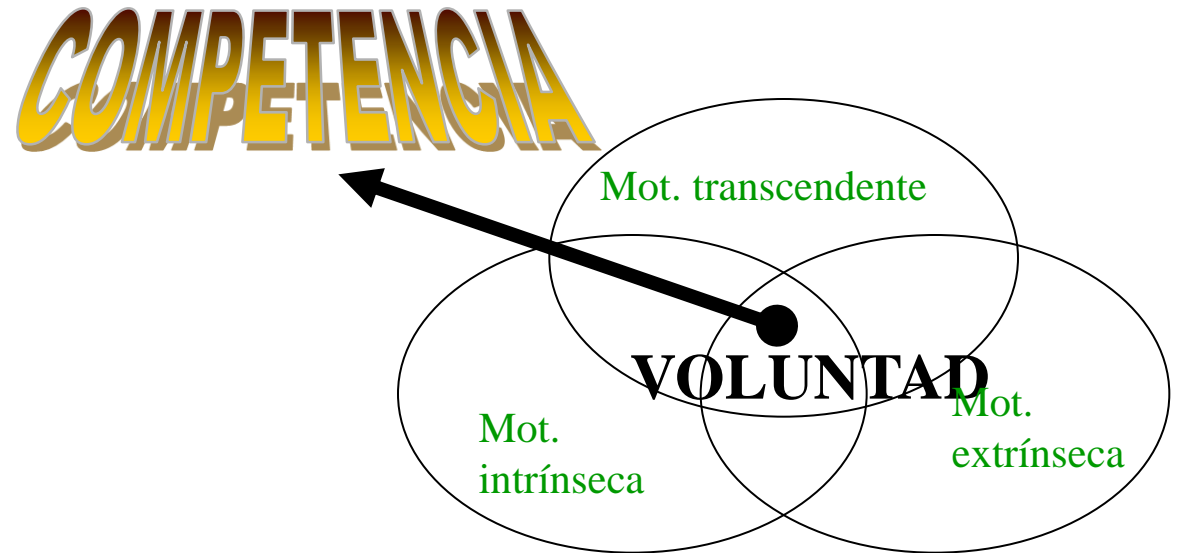 COMPETENCIA
Mot. transcendente
VOLUNTAD
Mot.
intrínseca
Mot.
extrínseca